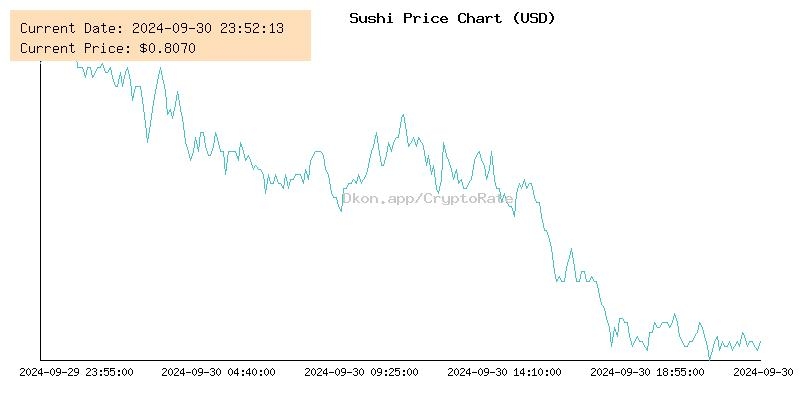 Sushi Price Chart (USD)
Current Date: 2024-09-30 23:52:13
Current Price: $0.8070
Okon.app/CryptoRate
2024-09-29 23:55:00 2024-09-30 04:40:00 2024-09-30 09:25:00 2024-09-30 14:10:00 2024-09-30 18:55:00 2024-09-30